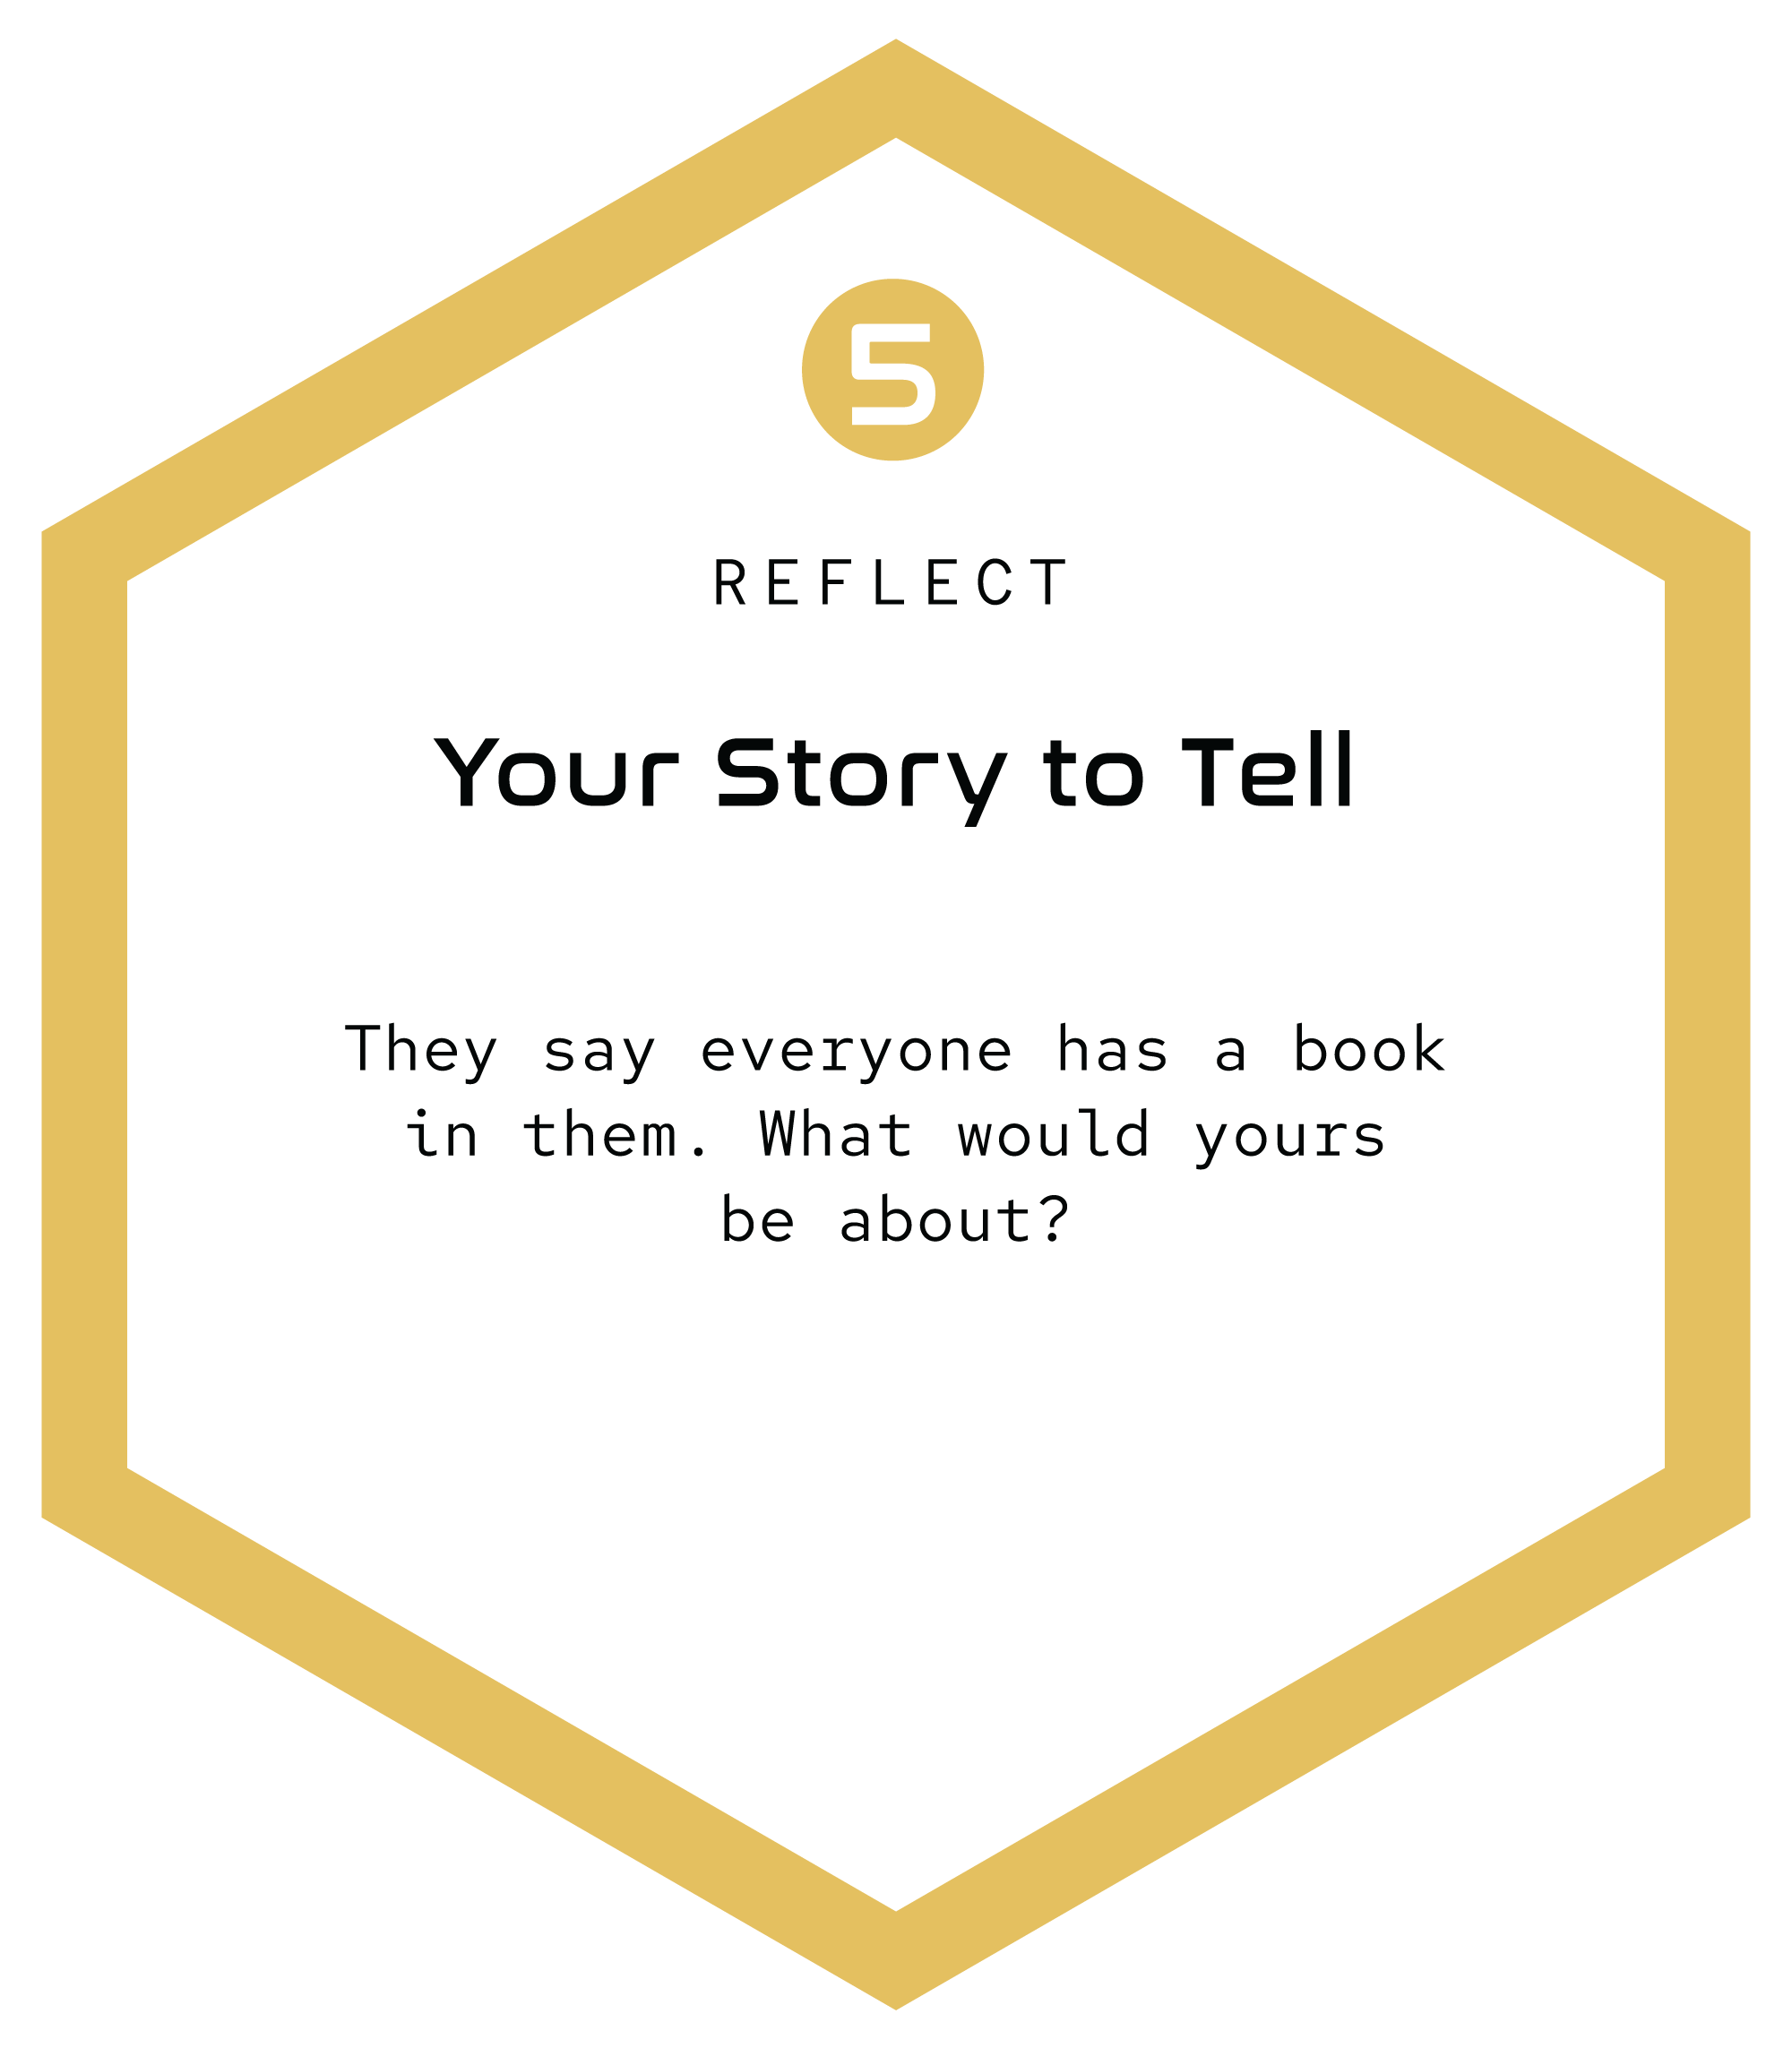 5
REFLECT
Your Story to Tell
They say everyone has a book
in them. What would yours
be about?